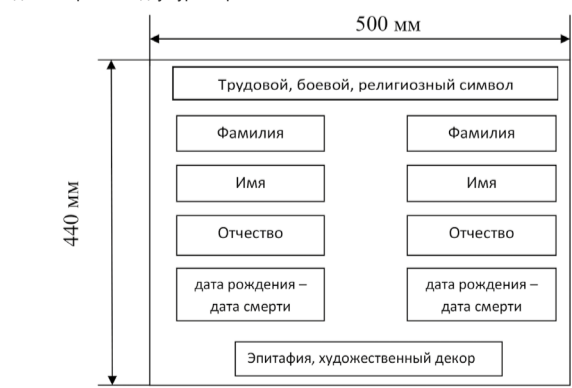 500 мм
Трудовой, боевой, религиозный символ
Фамилия Фамилия
Имя Имя
440 мм
Отчество Отчество
дата рождения – дата рождения –
дата смерти дата смерти
Эпитафия, художественный декор